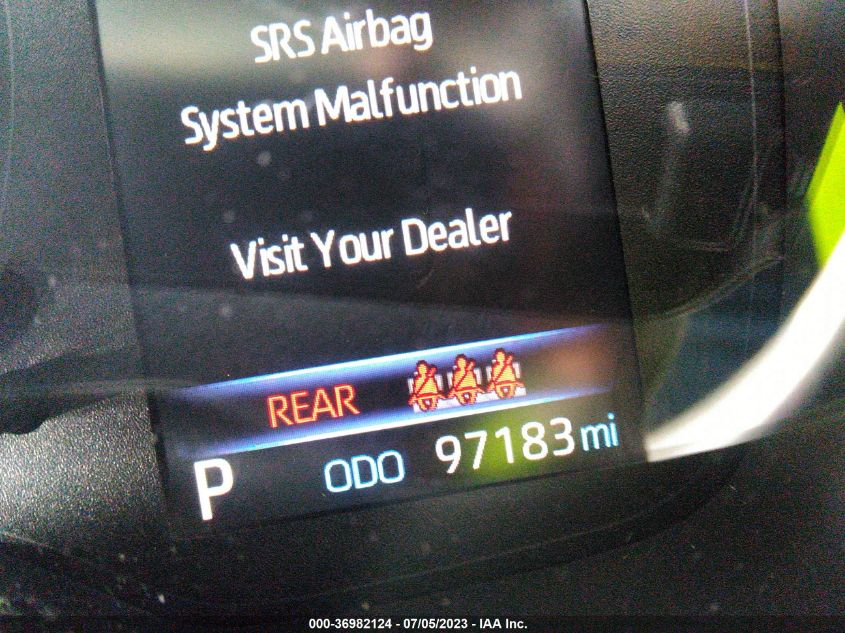 SRS Airbag
System Malfunction
Visit Your Dealer
REAR
P ODO 97183 mi
000-36982124 - 07/05/2023 - IAA Inc.